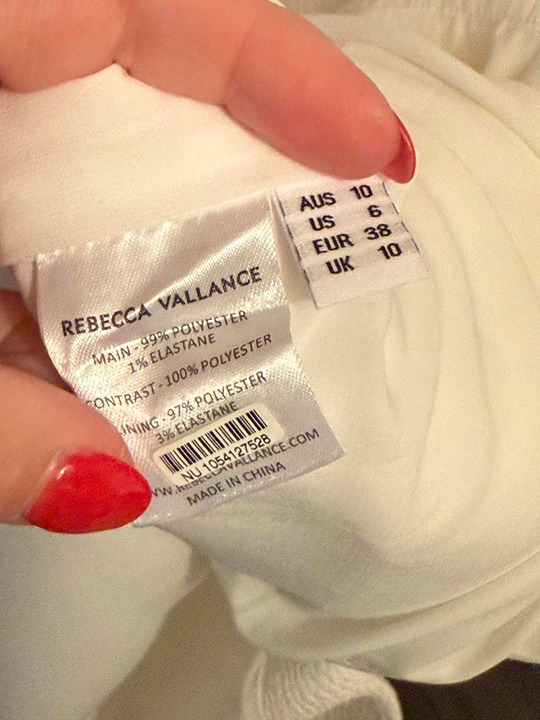 AUS 10
US 6
EUR 38
UK 10
REBECCA VALLANCE
MAIN - 99% POLYESTER
1% ELASTANE
CONTRAST - 100% POLYESTER
LINING - 97% POLYESTER
3% ELASTANE
NU 1054127528
WW.REBECCAVALLANCE.COM
MADE IN CHINA